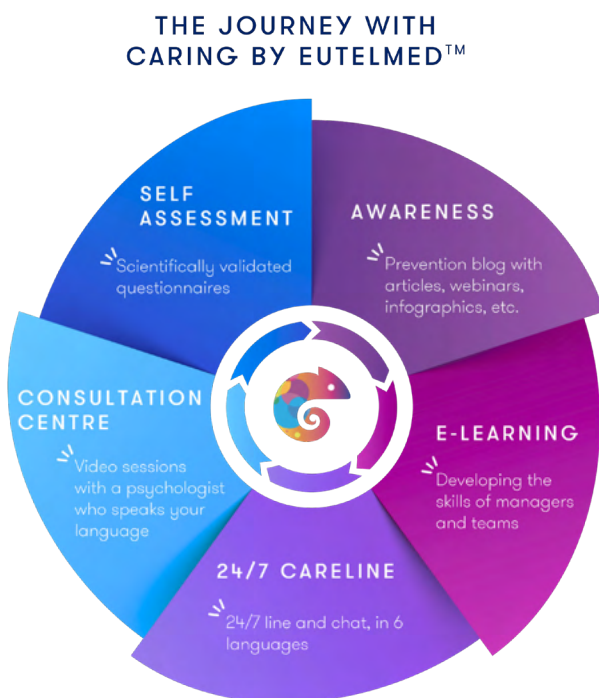 THE JOURNEY WITH
CARING BY EUTELMED™
SELF
ASSESSMENT
Scientifically validated
questionnaires
AWARENESS
Prevention blog with
articles, webinars,
infographics, etc.
E-LEARNING
Developing the
skills of managers
and teams
24/7 CARELINE
24/7 line and chat, in 6
languages
CONSULTATION
CENTRE
Video sessions
with a psychologist
who speaks your
language